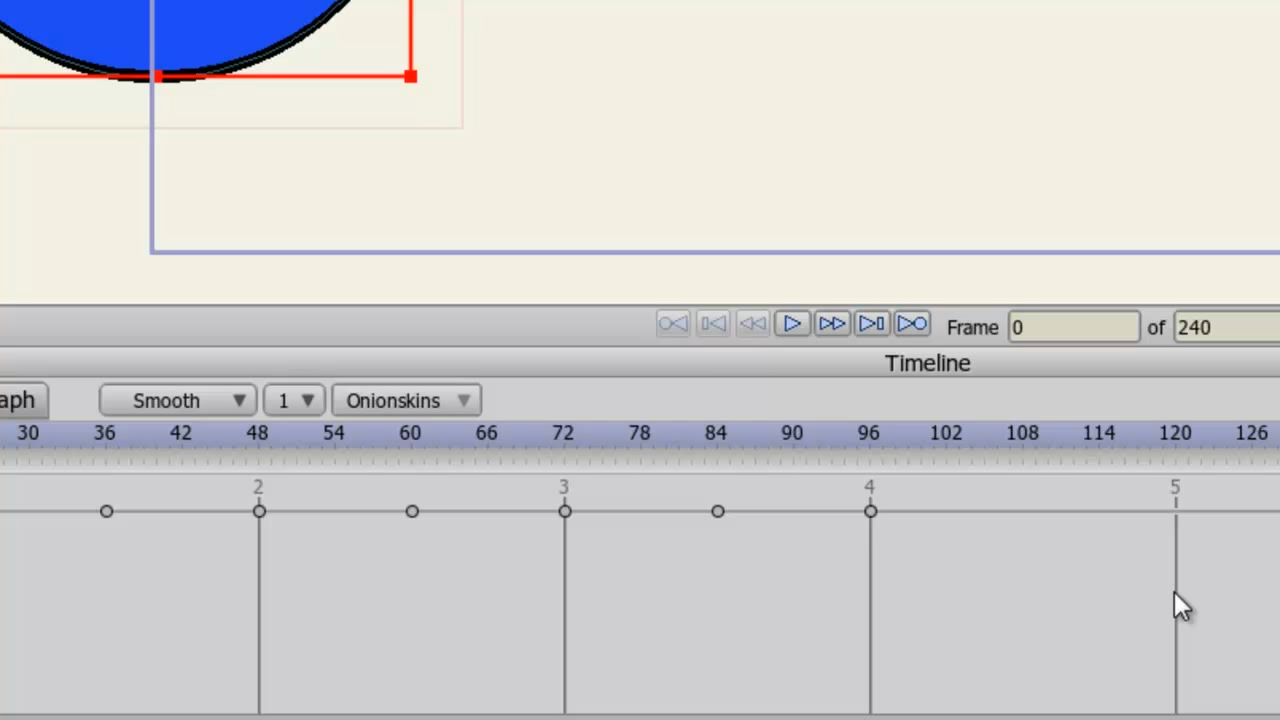 Frame 0 of 240
Timeline
aph Smooth 1 Onionskins
30 36 42 48 54 60 66 72 78 84 90 96 102 108 114 120 126
2 3 4 5